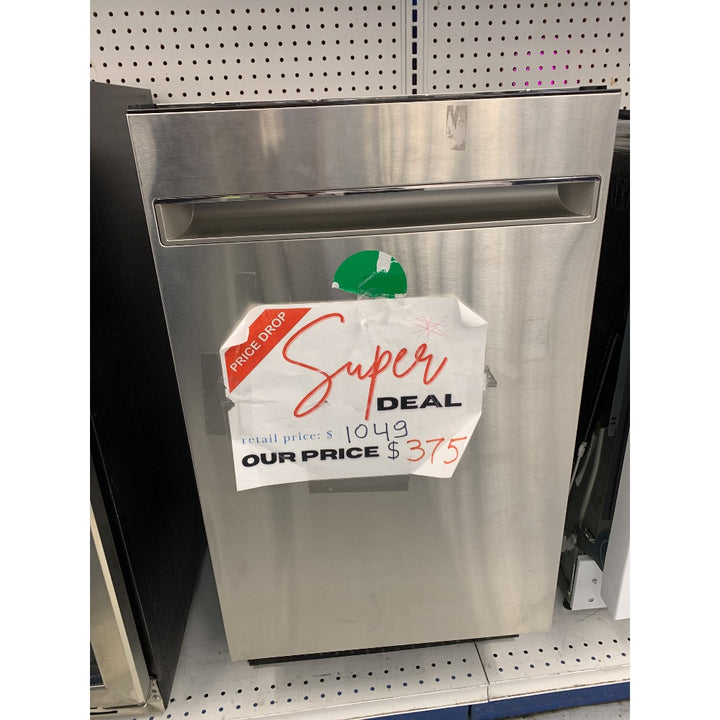 PRICE DROP
Super
DEAL
retail price: $ 1049
OUR PRICE $375